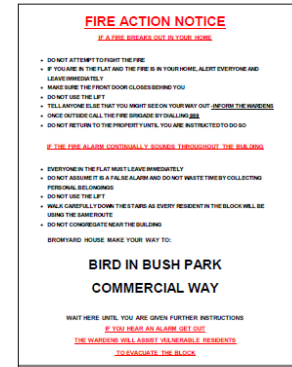 FIRE ACTION NOTICE
IF A FIRE BREAKS OUT IN YOUR HOME
• DO NOT ATTEMPT TO FIGHT THE FIRE
• IF YOU ARE IN THE FLAT AND THE FIRE IS IN YOUR HOME, ALERT EVERYONE AND
LEAVE IMMEDIATELY
• MAKE SURE THE FRONT DOOR CLOSES BEHIND YOU
• DO NOT USE THE LIFT
• TELL ANYONE ELSE THAT YOU MIGHT SEE ON YOUR WAY OUT -INFORM THE WARDENS
• ONCE OUTSIDE CALL THE FIRE BRIGADE BY DIALLING 999
• DO NOT RETURN TO THE PROPERTY UNTIL YOU ARE INSTRUCTED TO DO SO
IF THE FIRE ALARM CONTINUALLY SOUNDS THROUGHOUT THE BUILDING
• EVERYONE IN THE FLAT MUST LEAVE IMMEDIATELY
• DO NOT ASSUME IT IS A FALSE ALARM AND DO NOT WASTE TIME BY COLLECTING
PERSONAL BELONGINGS
• DO NOT USE THE LIFT
• WALK CAREFULLY DOWN THE STAIRS AS EVERY RESIDENT IN THE BLOCK WILL BE
USING THE SAME ROUTE
• DO NOT CONGREGATE NEAR THE BUILDING
BROMYARD HOUSE MAKE YOUR WAY TO:
BIRD IN BUSH PARK
COMMERCIAL WAY
WAIT HERE UNTIL YOU ARE GIVEN FURTHER INSTRUCTIONS
IF YOU HEAR AN ALARM GET OUT
THE WARDENS WILL ASSIST VULNERABLE RESIDENTS
TO EVACUATE THE BLOCK